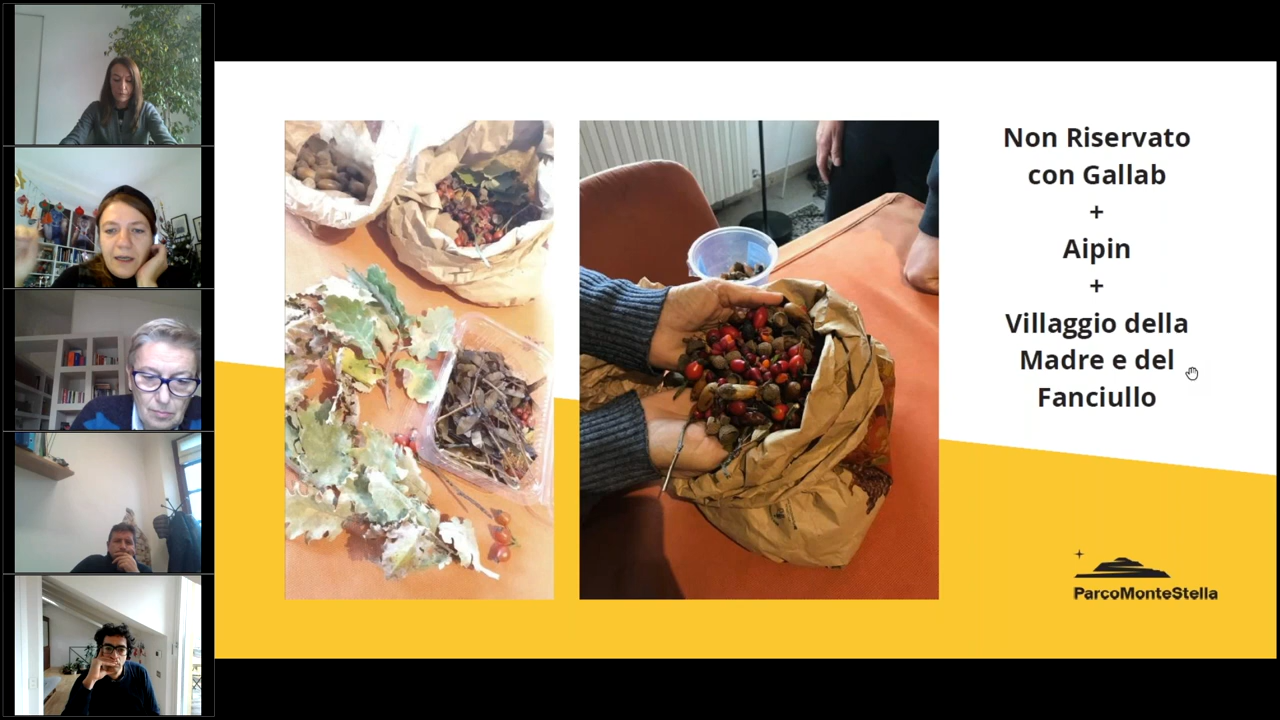 Non Riservato
con Gallab
+
Aipin
+
Villaggio della
Madre e del
Fanciullo
ParcoMonteStella